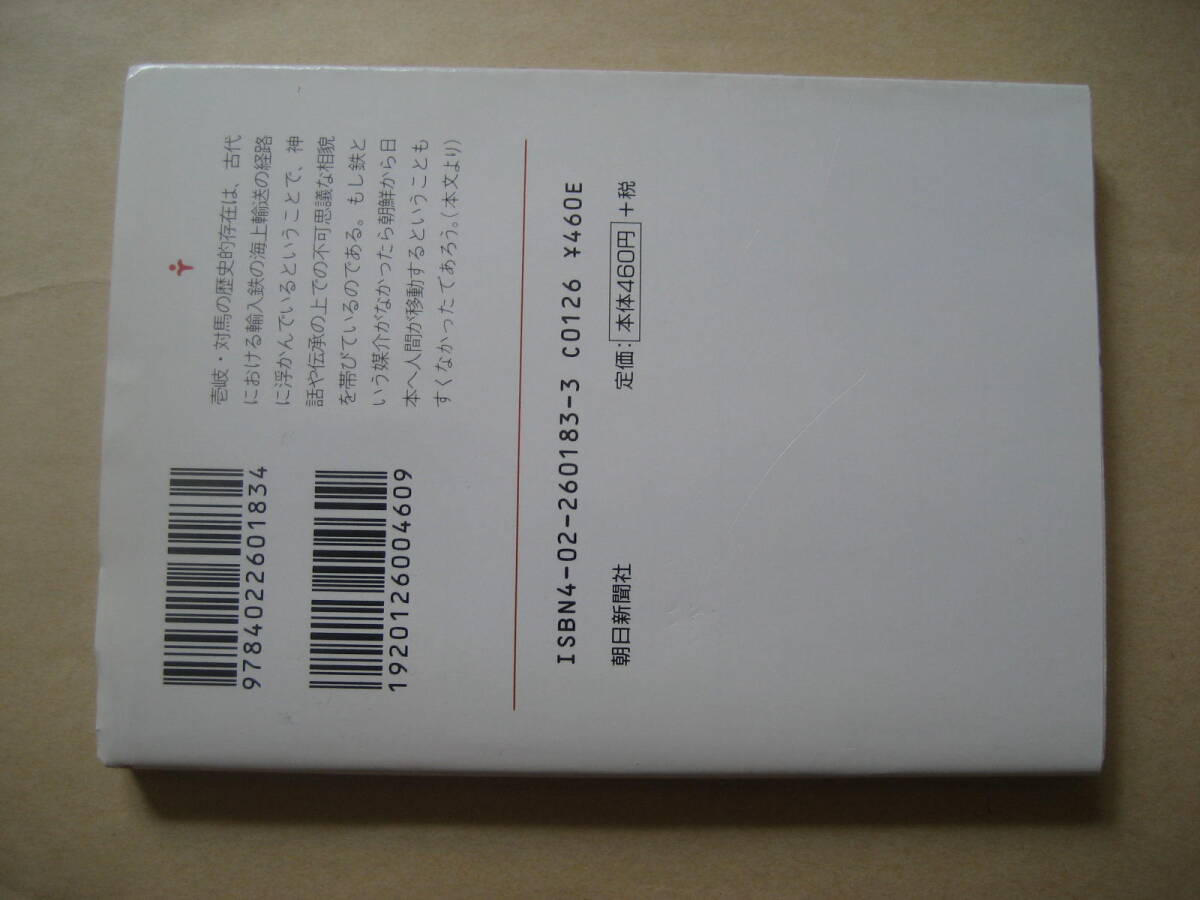 壱岐・対馬の歴史的存在は、古代
における輸入鉄の海上輸送の経路
に浮かんでいるということで、神
話や伝承の上での不可思議な相貌
を帯びているのである。もし鉄と
いう媒介がなかったら朝鮮から日
本へ人間が移動するということも
すくなかったであろう。(本文より)
9784022601834
1920126004609
ISBN4-02-260183-3 C0126 ¥460E
朝日新聞社 定価:本体460円+税